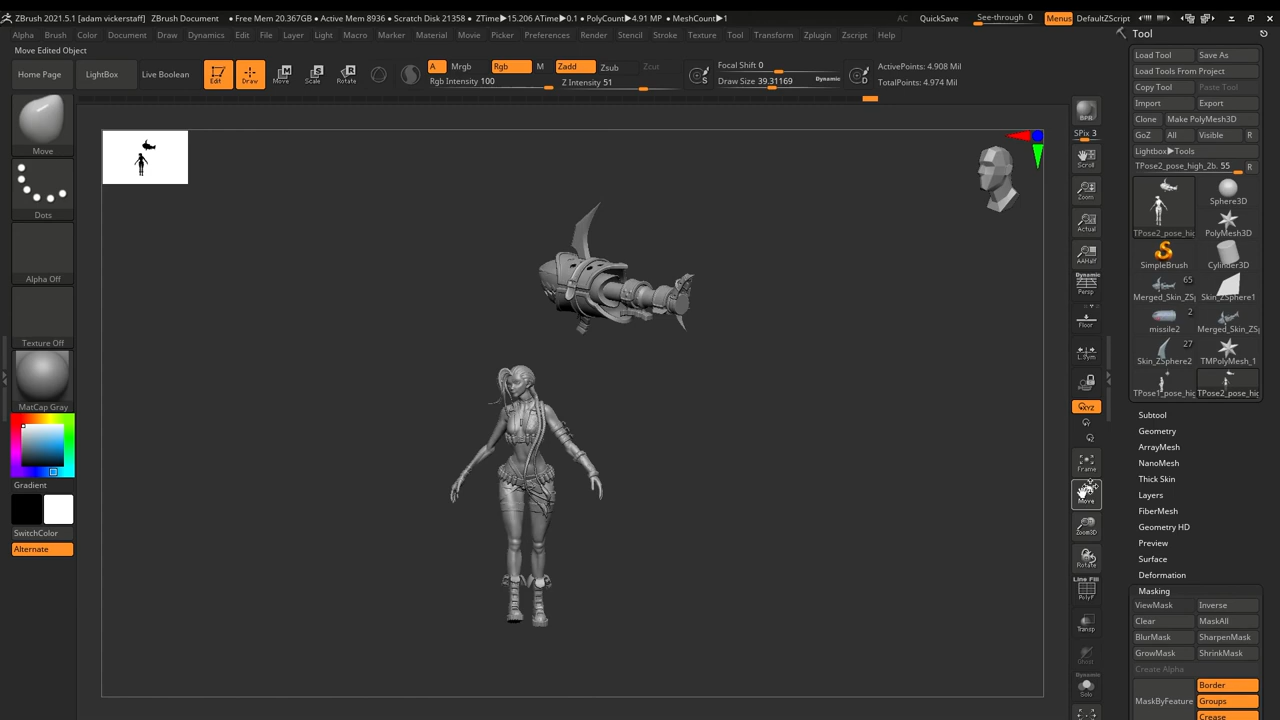 ZBrush 2021.5.1 [adam vickerstaff]   ZBrush Document   ● Free Mem 20.367GB ● Active Mem 8936 ● Scratch Disk 21358 ● ZTime▶15.206 ATime▶0.1 ● PolyCount▶4.91 MP ● MeshCount▶1
AC QuickSave See-through 0 Menus DefaultZScript
Tool
Alpha Brush Color Document Draw Dynamics Edit File Layer Light Macro Marker Material Movie Picker Preferences Render Stencil Stroke Texture Tool Transform Zplugin Zscript Help
Move Edited Object
Home Page LightBox Live Boolean Edit Draw Move Scale Rotate
A Mrgb Rgb M Zadd Zsub Zcut
Rgb Intensity 100 Z Intensity 51
Focal Shift 0
Draw Size 39.31169 Dynamic
S
D
ActivePoints: 4.908 Mil
TotalPoints: 4.974 Mil
Move
Dots
Alpha Off
Texture Off
MatCap Gray
Gradient
SwitchColor
Alternate
BPR
SPix 3
Scroll
Zoom
Actual
AAHalf
Dynamic
Persp
Floor
L.Sym
XYZ
Frame
Move
Zoom3D
Rotate
Line Fill
PolyF
Transp
Ghost
Dynamic
Solo
Load Tool Save As
Load Tools From Project
Copy Tool Paste Tool
Import Export
Clone Make PolyMesh3D
GoZ All Visible R
Lightbox▶Tools
TPose2_pose_high_2b. 55 R
TPose2_pose_hig
Sphere3D
PolyMesh3D
SimpleBrush
Cylinder3D
65
Merged_Skin_ZSp
Skin_ZSphere1
2
missile2
Merged_Skin_ZS
27
Skin_ZSphere2
TMPolyMesh_1
TPose1_pose_hig
TPose2_pose_hig
Subtool
Geometry
ArrayMesh
NanoMesh
Thick Skin
Layers
FiberMesh
Geometry HD
Preview
Surface
Deformation
Masking
ViewMask Inverse
Clear MaskAll
BlurMask SharpenMask
GrowMask ShrinkMask
Create Alpha
Border
MaskByFeature Groups
Crease